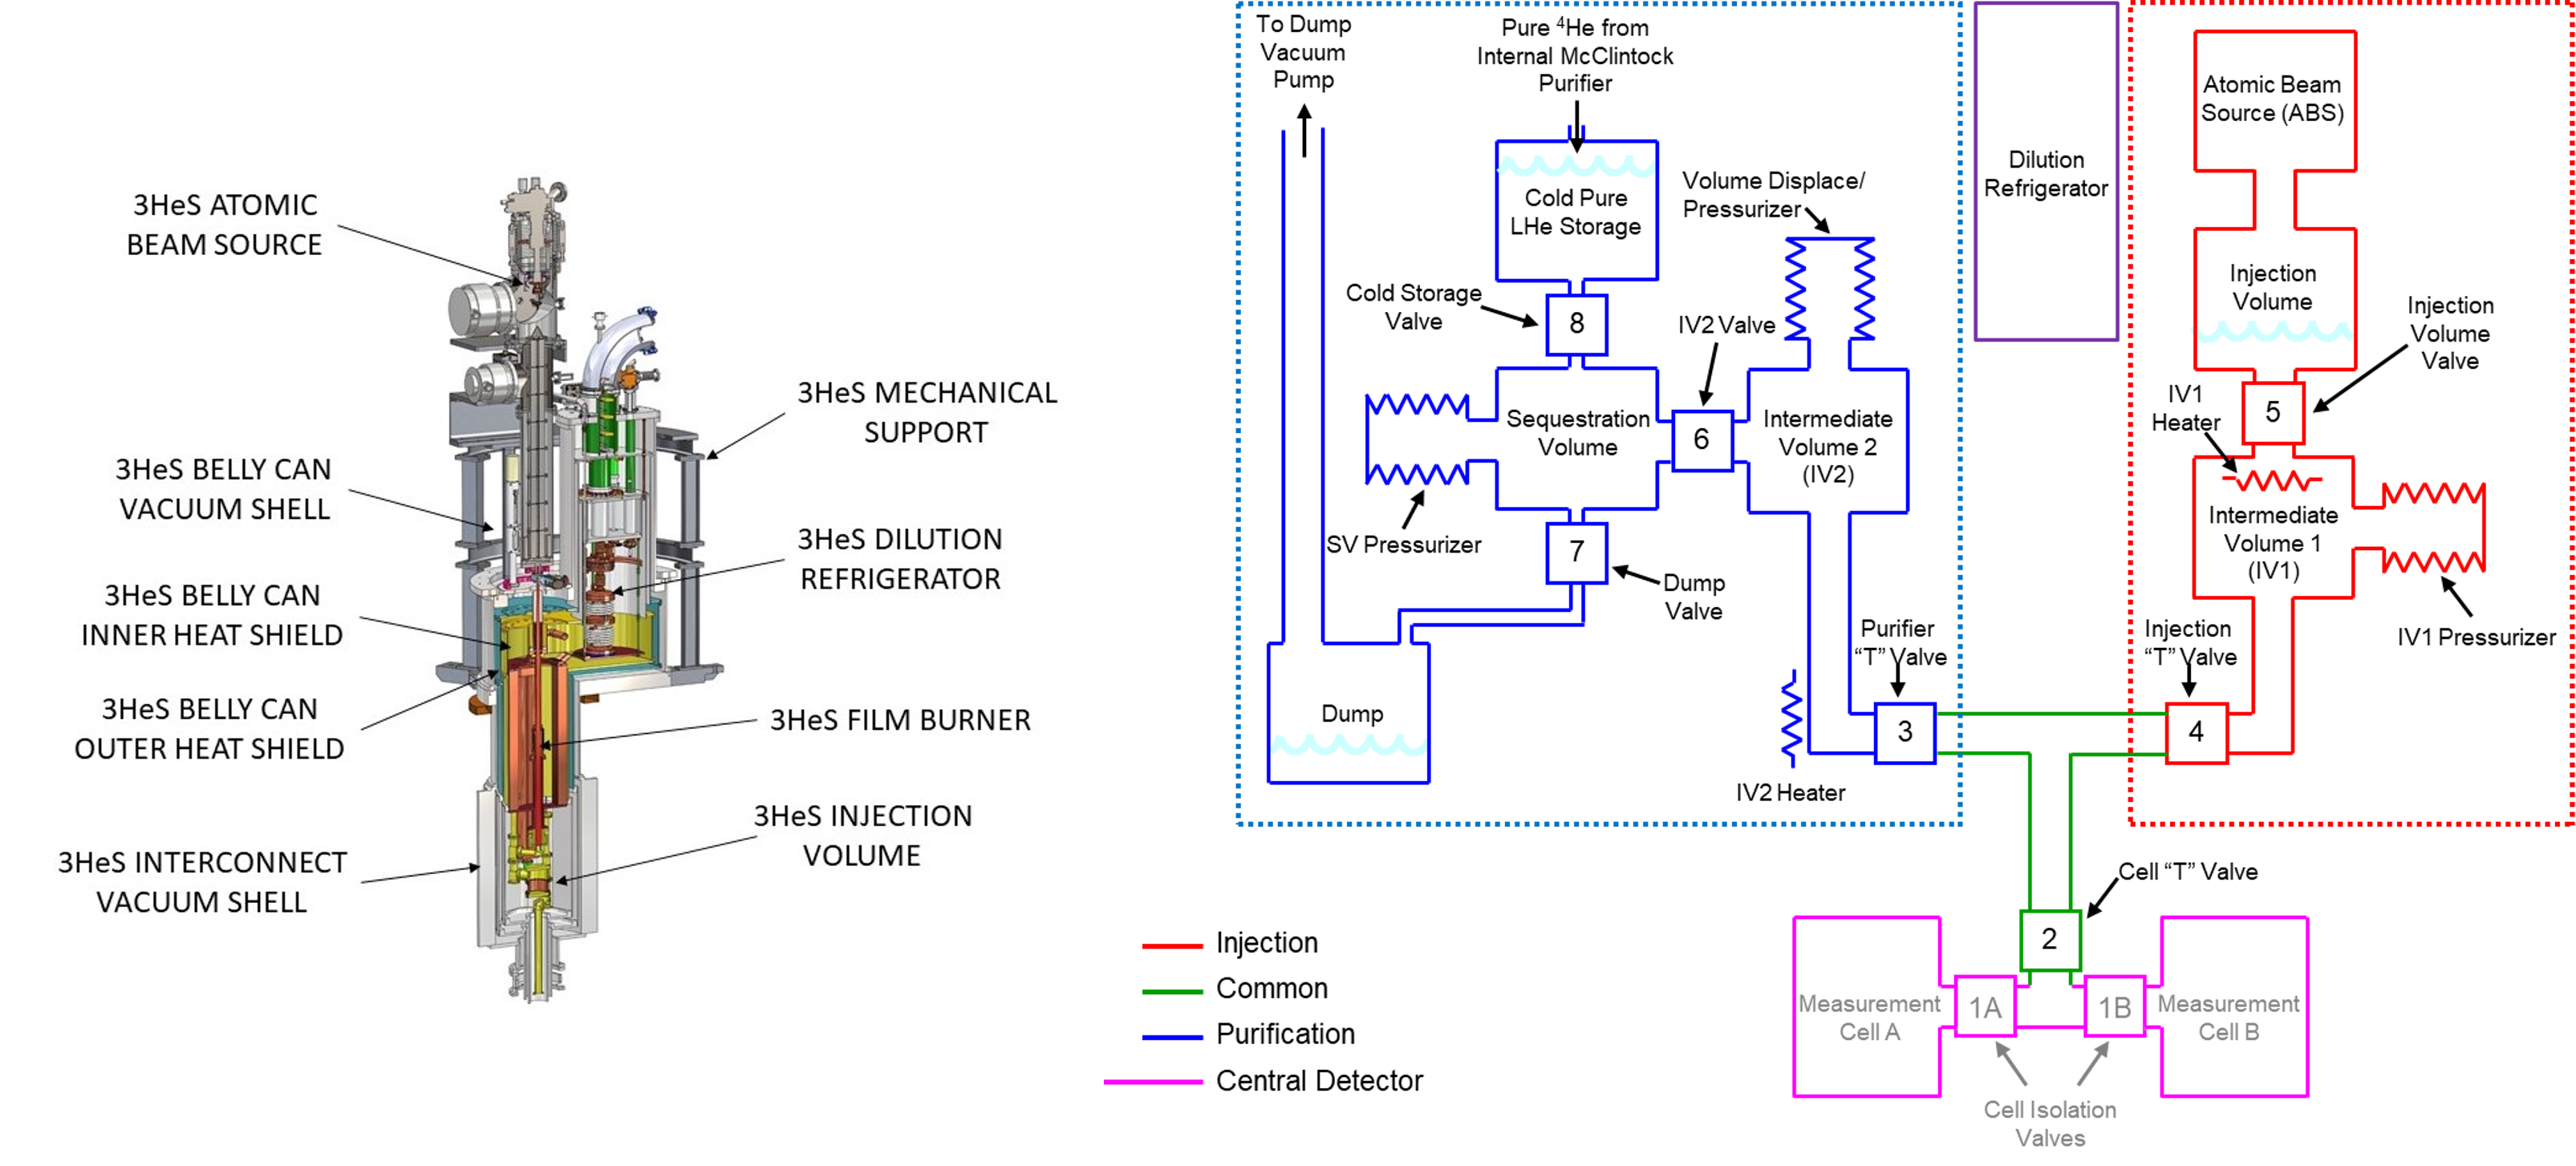 3HeS ATOMIC
BEAM SOURCE
3HeS BELLY CAN
VACUUM SHELL
3HeS BELLY CAN
INNER HEAT SHIELD
3HeS BELLY CAN
OUTER HEAT SHIELD
3HeS INTERCONNECT
VACUUM SHELL
3HeS MECHANICAL
SUPPORT
3HeS DILUTION
REFRIGERATOR
3HeS FILM BURNER
3HeS INJECTION
VOLUME
To Dump
Vacuum
Pump
Pure ⁴He from
Internal McClintock
Purifier
Cold Pure
LHe Storage
Volume Displace/
Pressurizer
Cold Storage
Valve
8
IV2 Valve
Sequestration
Volume
6
Intermediate
Volume 2
(IV2)
SV Pressurizer
7
Dump
Valve
Dump
IV2 Heater
Purifier
“T” Valve
3
Dilution
Refrigerator
Atomic Beam
Source (ABS)
Injection
Volume
Injection
Volume
Valve
5
IV1
Heater
Intermediate
Volume 1
(IV1)
IV1 Pressurizer
Injection
“T” Valve
4
Cell “T” Valve
2
Measurement
Cell A
1A
1B
Measurement
Cell B
Cell Isolation
Valves
Injection
Common
Purification
Central Detector